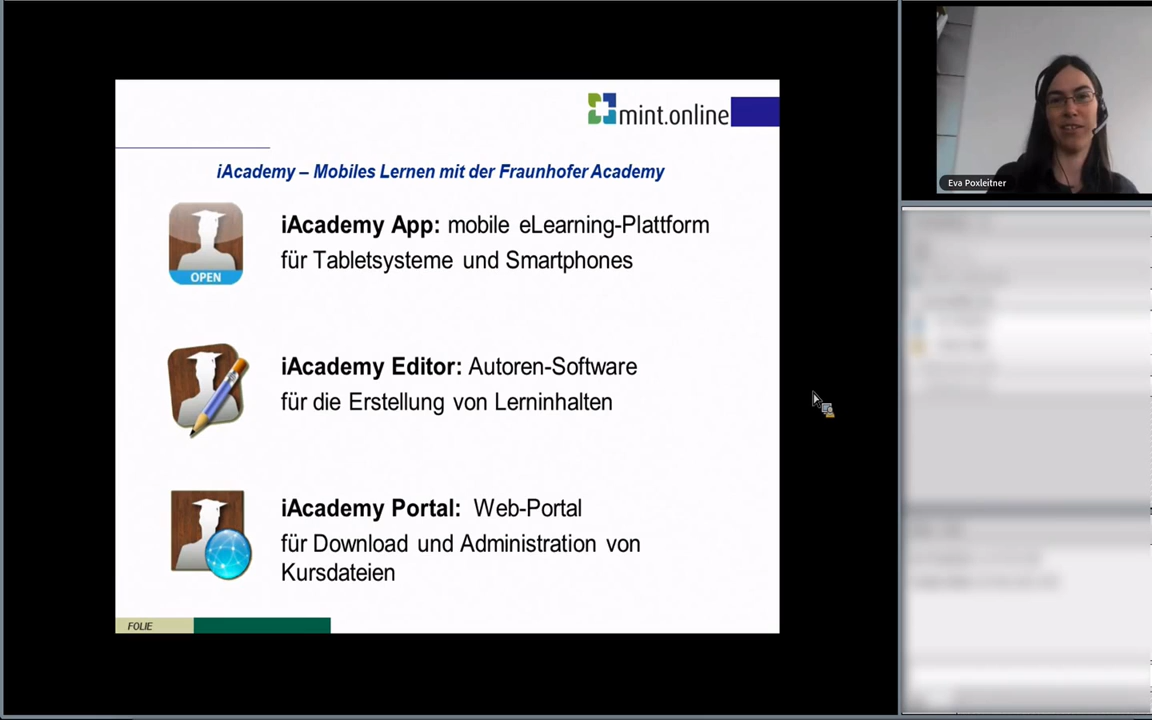 mint.online
iAcademy – Mobiles Lernen mit der Fraunhofer Academy
iAcademy App: mobile eLearning-Plattform
für Tabletsysteme und Smartphones
OPEN
iAcademy Editor: Autoren-Software
für die Erstellung von Lerninhalten
iAcademy Portal: Web-Portal
für Download und Administration von
Kursdateien
FOLIE
Eva Poxleitner